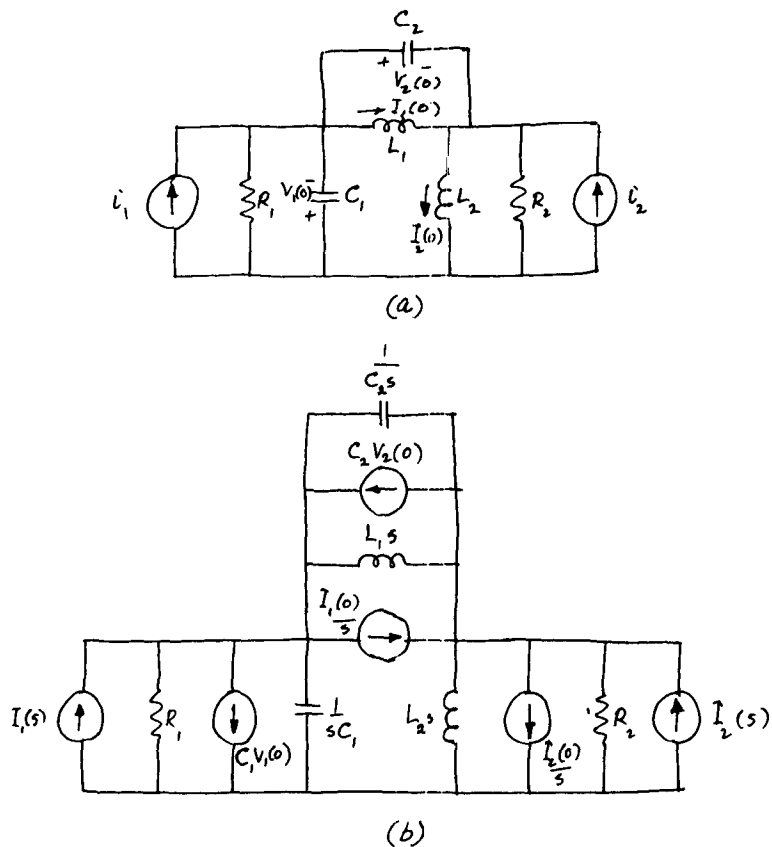 C₂
+ −
V₂(0)
→ I₁(0)
L₁
i₁
R₁
V₁(0) −
+
C₁
L₂
I₂(0)
R₂
i₂
(a)
1/C₂s
C₂V₂(0)
L₁s
I₁(0)/s
I₁(s)
R₁
C₁V₁(0)
1/sC₁
L₂s
I₂(0)/s
R₂
I₂(s)
(b)